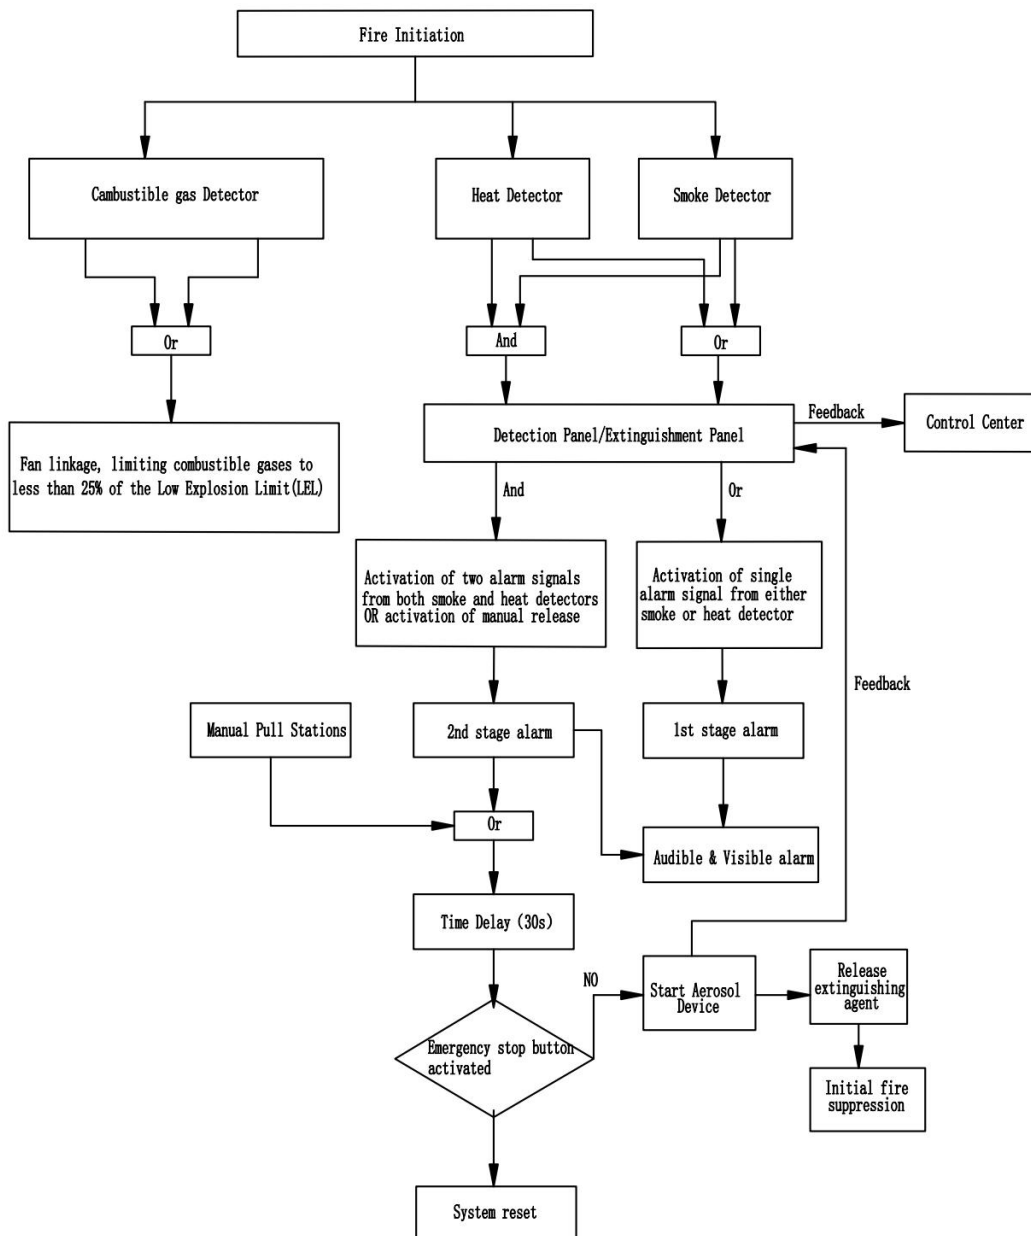 Fire Initiation
Cambustible gas Detector
Heat Detector
Smoke Detector
Or
And
Or
Fan linkage, limiting combustible gases to
less than 25% of the Low Explosion Limit(LEL)
Detection Panel/Extinguishment Panel
Feedback
Control Center
And
Or
Activation of two alarm signals
from both smoke and heat detectors
OR activation of manual release
Activation of single
alarm signal from either
smoke or heat detector
Feedback
Manual Pull Stations
2nd stage alarm
1st stage alarm
Or
Audible & Visible alarm
Time Delay (30s)
NO
Start Aerosol
Device
Release
extinguishing
agent
Emergency stop button
activated
Initial fire
suppression
System reset